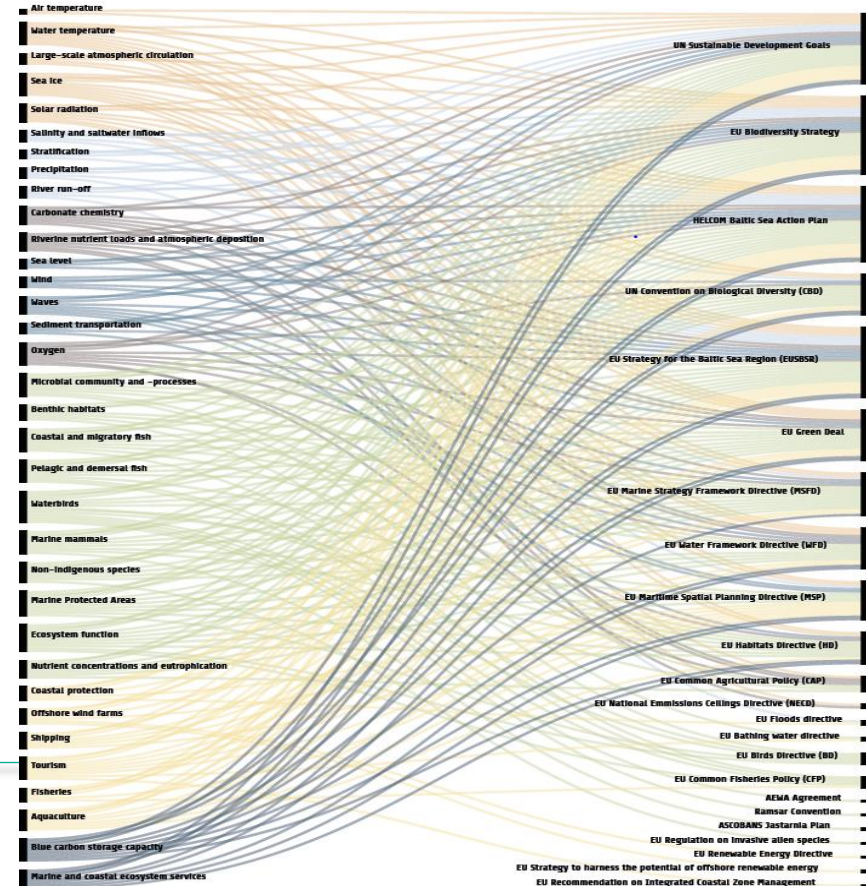 Air temperature
Water temperature
Large-scale atmospheric circulation
Sea ice
Solar radiation
Salinity and saltwater inflows
Stratification
Precipitation
River run-off
Carbonate chemistry
Riverine nutrient loads and atmospheric deposition
Sea level
Wind
Waves
Sediment transportation
Oxygen
Microbial community and -processes
Benthic habitats
Coastal and migratory fish
Pelagic and demersal fish
Waterbirds
Marine mammals
Non-indigenous species
Marine Protected Areas
Ecosystem function
Nutrient concentrations and eutrophication
Coastal protection
Offshore wind farms
Shipping
Tourism
Fisheries
Aquaculture
Blue carbon storage capacity
Marine and coastal ecosystem services
UN Sustainable Development Goals
EU Biodiversity Strategy
HELCOM Baltic Sea Action Plan
UN Convention on Biological Diversity (CBD)
EU Strategy for the Baltic Sea Region (EUSBSR)
EU Green Deal
EU Marine Strategy Framework Directive (MSFD)
EU Water Framework Directive (WFD)
EU Maritime Spatial Planning Directive (MSP)
EU Habitats Directive (HD)
EU Common Agricultural Policy (CAP)
EU National Emmissions Ceilings Directive (NECD)
EU Floods directive
EU Bathing water directive
EU Birds Directive (BD)
EU Common Fisheries Policy (CFP)
AEWA Agreement
Ramsar Convention
ASCOBANS Jastarnia Plan
EU Regulation on invasive alien species
EU Renewable Energy Directive
EU Strategy to harness the potential of offshore renewable energy
EU Recommendation on Integrated Coastal Zone Management